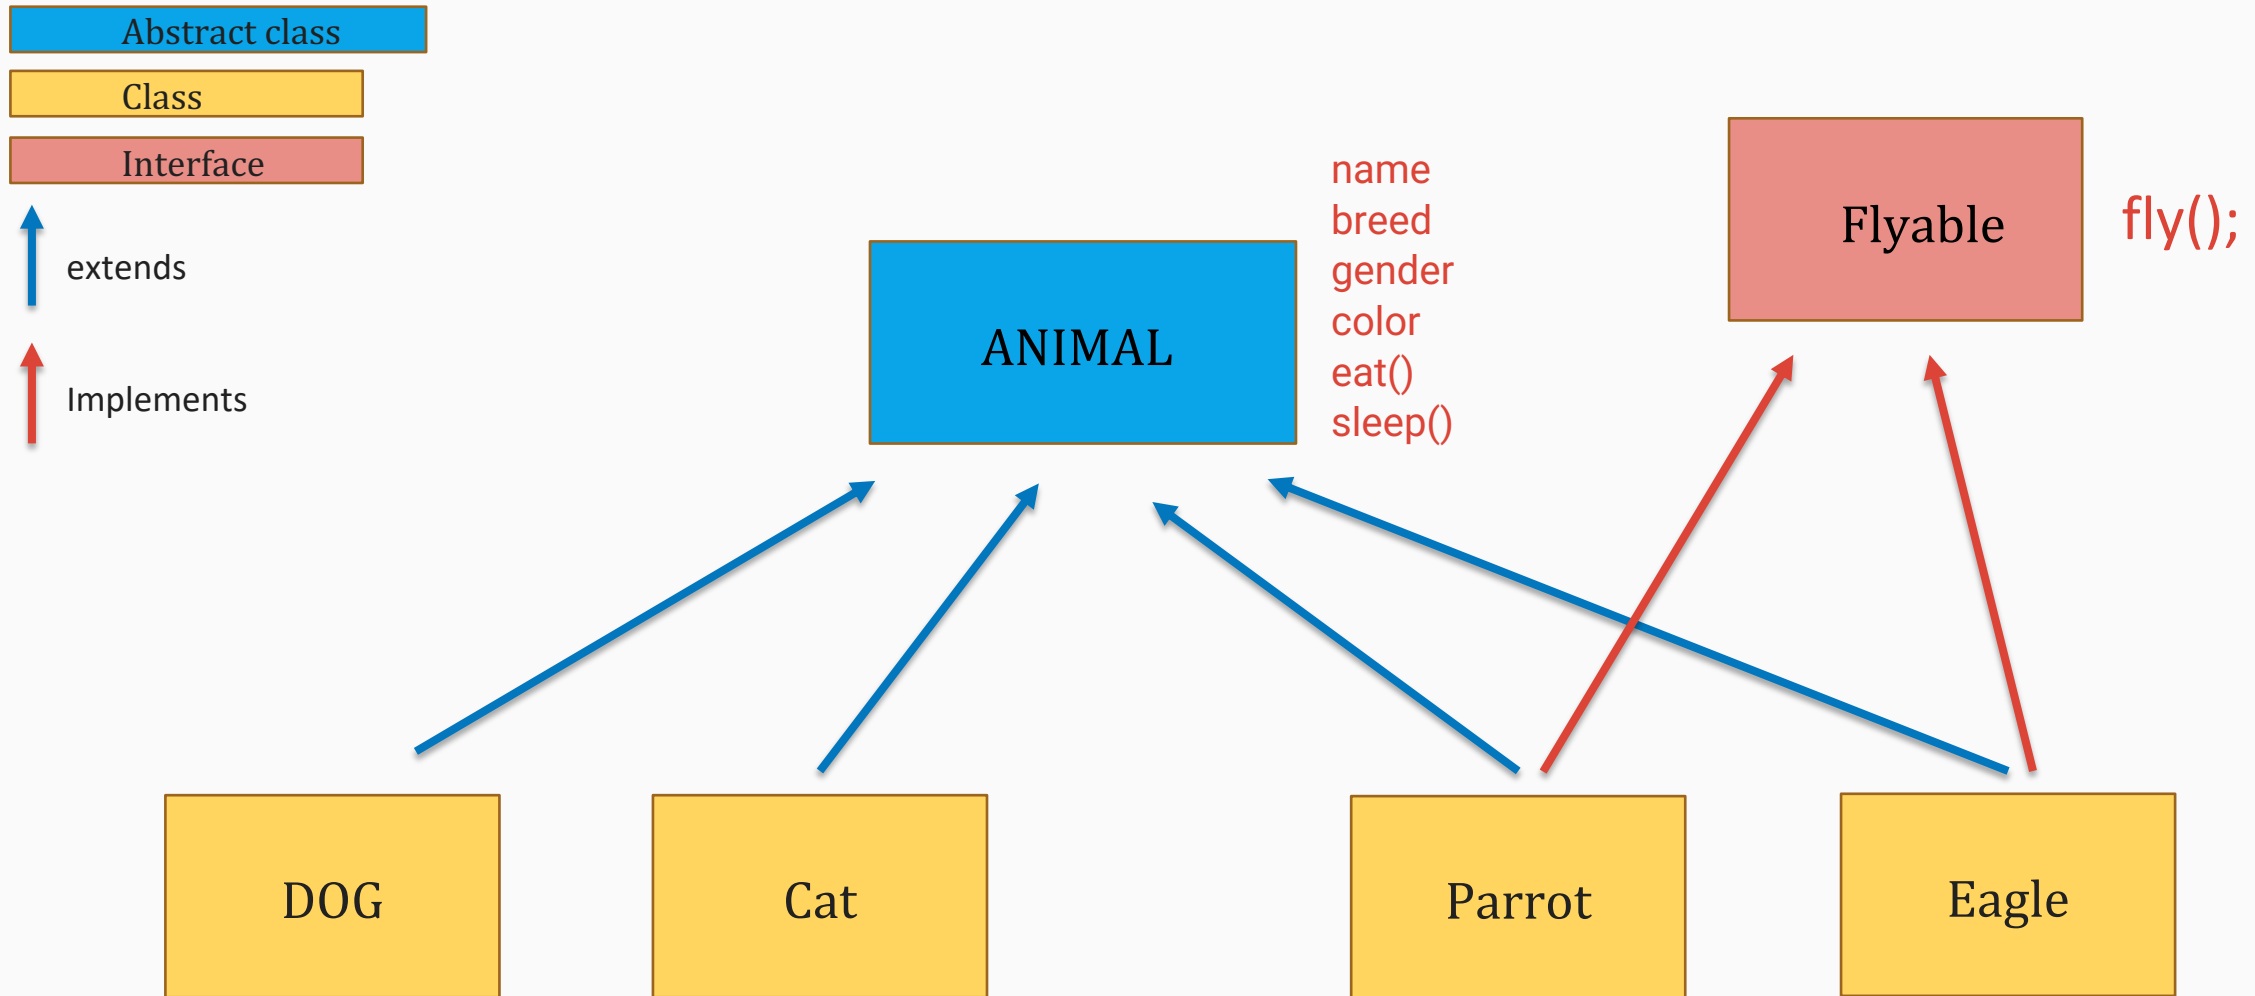 Abstract class
Class
Interface
extends
Implements
ANIMAL
name
breed
gender
color
eat()
sleep()
Flyable
fly();
DOG
Cat
Parrot
Eagle